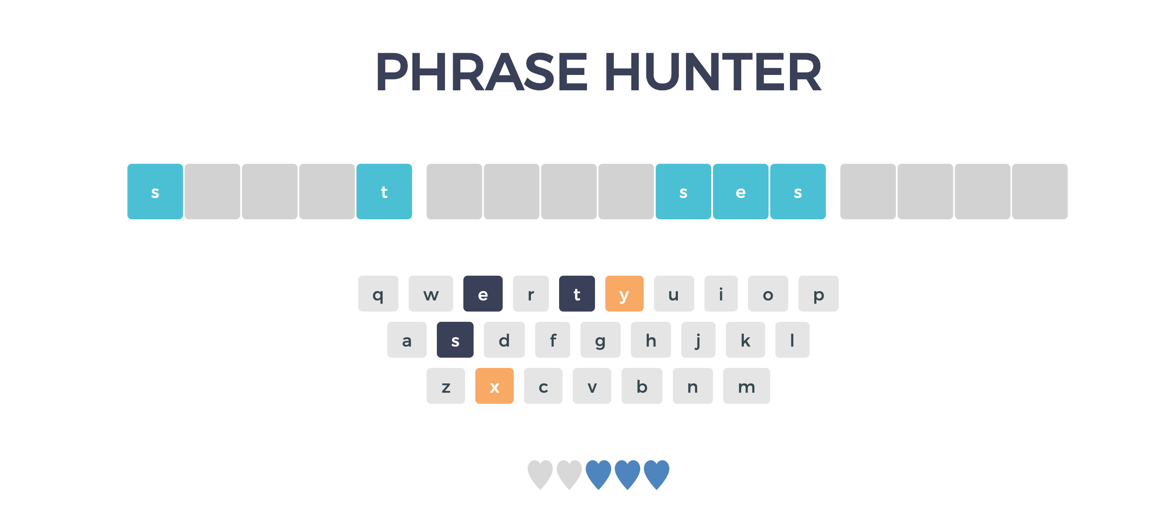 PHRASE HUNTER
s t s e s
q w e r t y u i o p
a s d f g h j k l
z x c v b n m